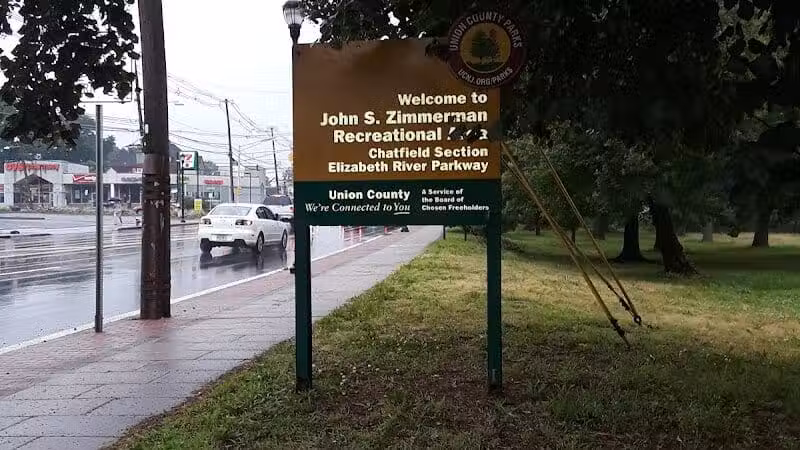 UNION COUNTY PARKS
UCNJ.ORG/PARKS
Welcome to
John S. Zimmerman
Recreational
Chatfield Section
Elizabeth River Parkway
Union County
We're Connected to You
A Service of
the Board of
Chosen Freeholders
7